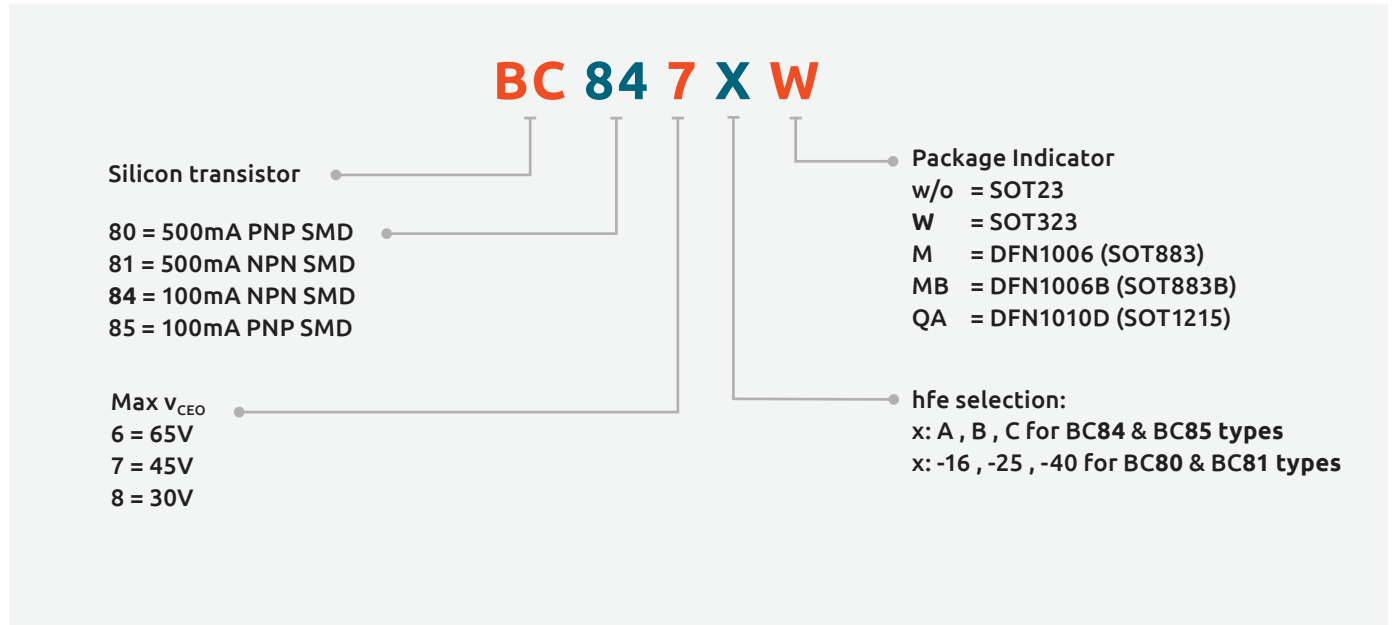 BC 84 7 X W
Silicon transistor
80 = 500mA PNP SMD
81 = 500mA NPN SMD
84 = 100mA NPN SMD
85 = 100mA PNP SMD
Max vCEO
6 = 65V
7 = 45V
8 = 30V
Package Indicator
w/o = SOT23
W = SOT323
M = DFN1006 (SOT883)
MB = DFN1006B (SOT883B)
QA = DFN1010D (SOT1215)
hfe selection:
x: A , B , C for BC84 & BC85 types
x: -16 , -25 , -40 for BC80 & BC81 types